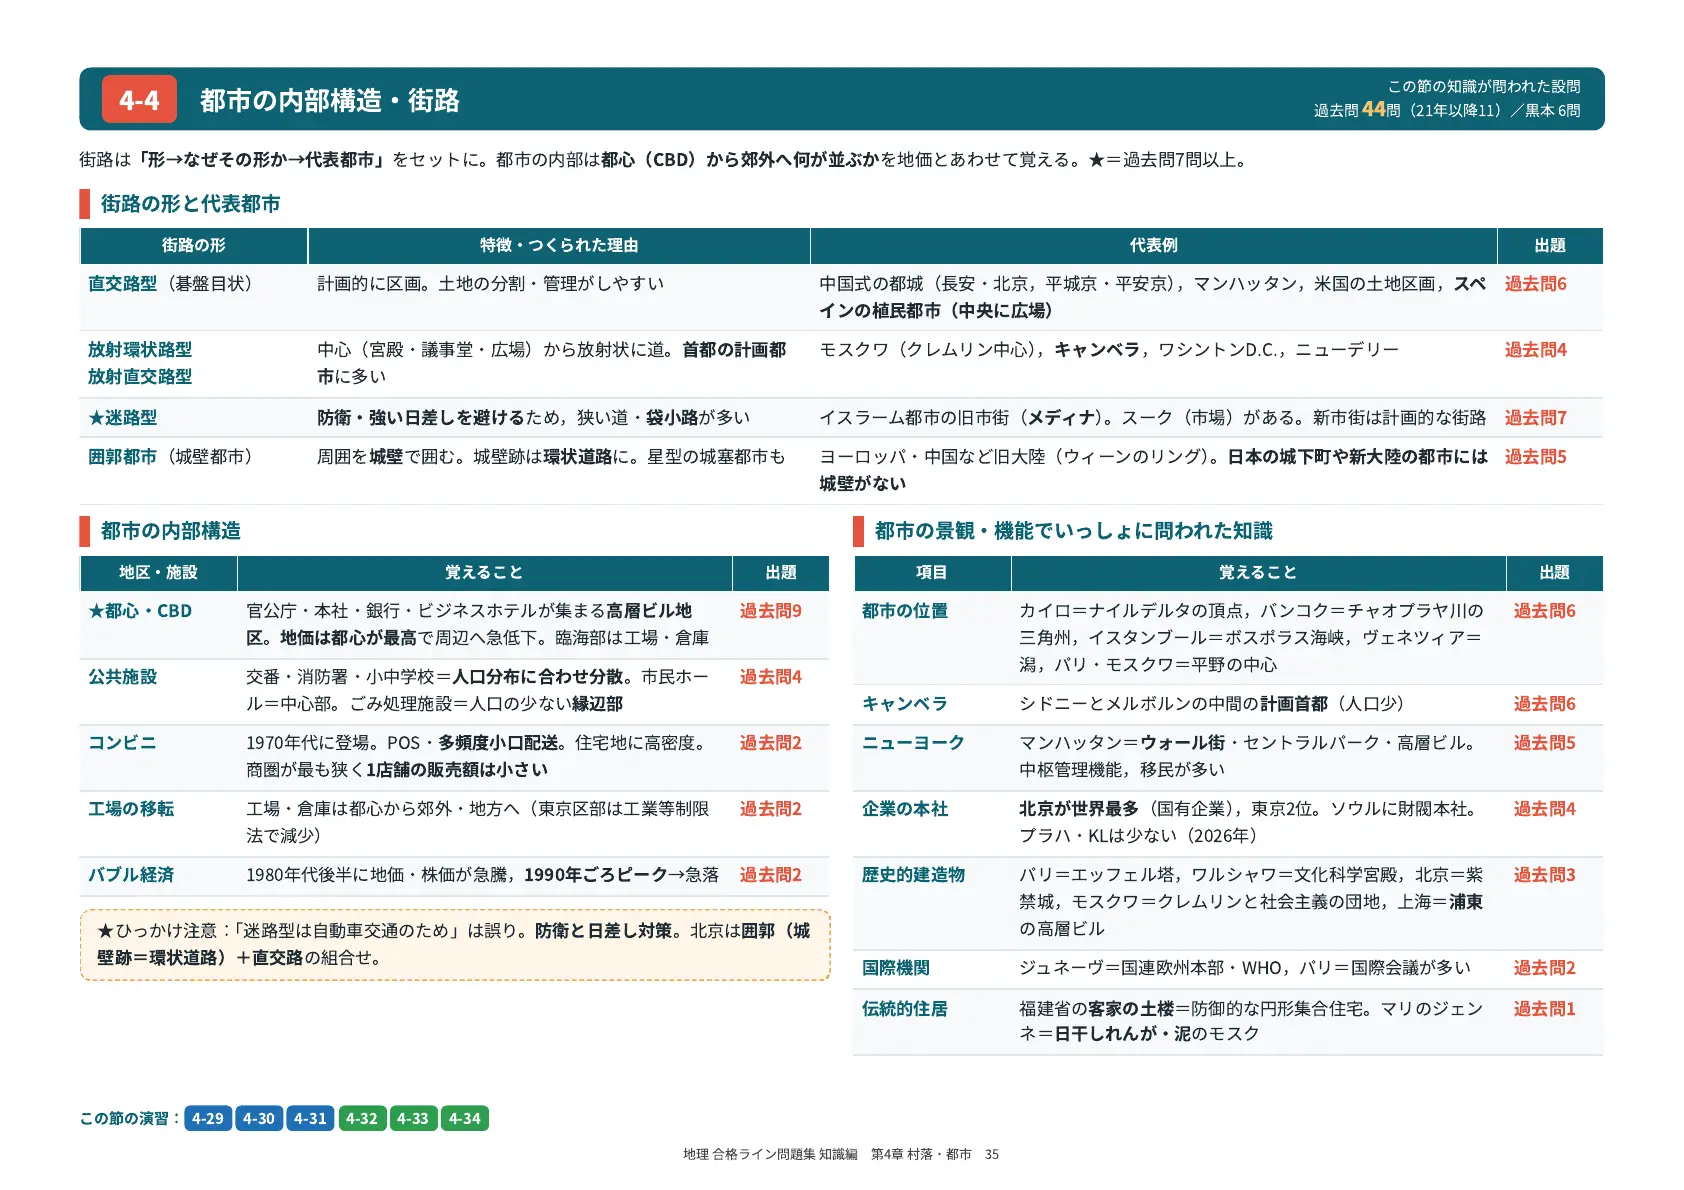 4-4 都市の内部構造・街路
この節の知識が問われた設問
過去問44問（21年以降11）／黒本6問
街路は「形→なぜその形か→代表都市」をセットに。都市の内部は都心（CBD）から郊外へ何が並ぶかを地価とあわせて覚える。★＝過去問7問以上。
街路の形と代表都市
街路の形 特徴・つくられた理由 代表例 出題
直交路型（碁盤目状） 計画的に区画。土地の分割・管理がしやすい 中国式の都城（長安・北京，平城京・平安京），マンハッタン，米国の土地区画，スペ 過去問6
インの植民都市（中央に広場）
放射環状路型 中心（宮殿・議事堂・広場）から放射状に道。首都の計画都 モスクワ（クレムリン中心），キャンベラ，ワシントンD.C.，ニューデリー 過去問4
放射直交路型 市に多い
★迷路型 防衛・強い日差しを避けるため，狭い道・袋小路が多い イスラーム都市の旧市街（メディナ）。スーク（市場）がある。新市街は計画的な街路 過去問7
囲郭都市（城壁都市） 周囲を城壁で囲む。城壁跡は環状道路に。星型の城塞都市も ヨーロッパ・中国など旧大陸（ウィーンのリング）。日本の城下町や新大陸の都市には 過去問5
城壁がない
都市の内部構造
地区・施設 覚えること 出題
★都心・CBD 官公庁・本社・銀行・ビジネスホテルが集まる高層ビル地 過去問9
区。地価は都心が最高で周辺へ急低下。臨海部は工場・倉庫
公共施設 交番・消防署・小中学校＝人口分布に合わせ分散。市民ホー 過去問4
ル＝中心部。ごみ処理施設＝人口の少ない縁辺部
コンビニ 1970年代に登場。POS・多頻度小口配送。住宅地に高密度。 過去問2
商圏が最も狭く1店舗の販売額は小さい
工場の移転 工場・倉庫は都心から郊外・地方へ（東京区部は工業等制限 過去問2
法で減少）
バブル経済 1980年代後半に地価・株価が急騰，1990年ごろピーク→急落 過去問2
★ひっかけ注意：「迷路型は自動車交通のため」は誤り。防衛と日差し対策。北京は囲郭（城
壁跡＝環状道路）＋直交路の組合せ。
都市の景観・機能でいっしょに問われた知識
項目 覚えること 出題
都市の位置 カイロ＝ナイルデルタの頂点，バンコク＝チャオプラヤ川の 過去問6
三角州，イスタンブール＝ボスポラス海峡，ヴェネツィア＝
潟，パリ・モスクワ＝平野の中心
キャンベラ シドニーとメルボルンの中間の計画首都（人口少） 過去問6
ニューヨーク マンハッタン＝ウォール街・セントラルパーク・高層ビル。 過去問5
中枢管理機能，移民が多い
企業の本社 北京が世界最多（国有企業），東京2位。ソウルに財閥本社。 過去問4
プラハ・KLは少ない（2026年）
歴史的建造物 パリ＝エッフェル塔，ワルシャワ＝文化科学宮殿，北京＝紫 過去問3
禁城，モスクワ＝クレムリンと社会主義の団地，上海＝浦東
の高層ビル
国際機関 ジュネーヴ＝国連欧州本部・WHO，パリ＝国際会議が多い 過去問2
伝統的住居 福建省の客家の土楼＝防御的な円形集合住宅。マリのジェン 過去問1
ネ＝日干しれんが・泥のモスク
この節の演習：4-29 4-30 4-31 4-32 4-33 4-34
地理 合格ライン問題集 知識編 第4章 村落・都市 35